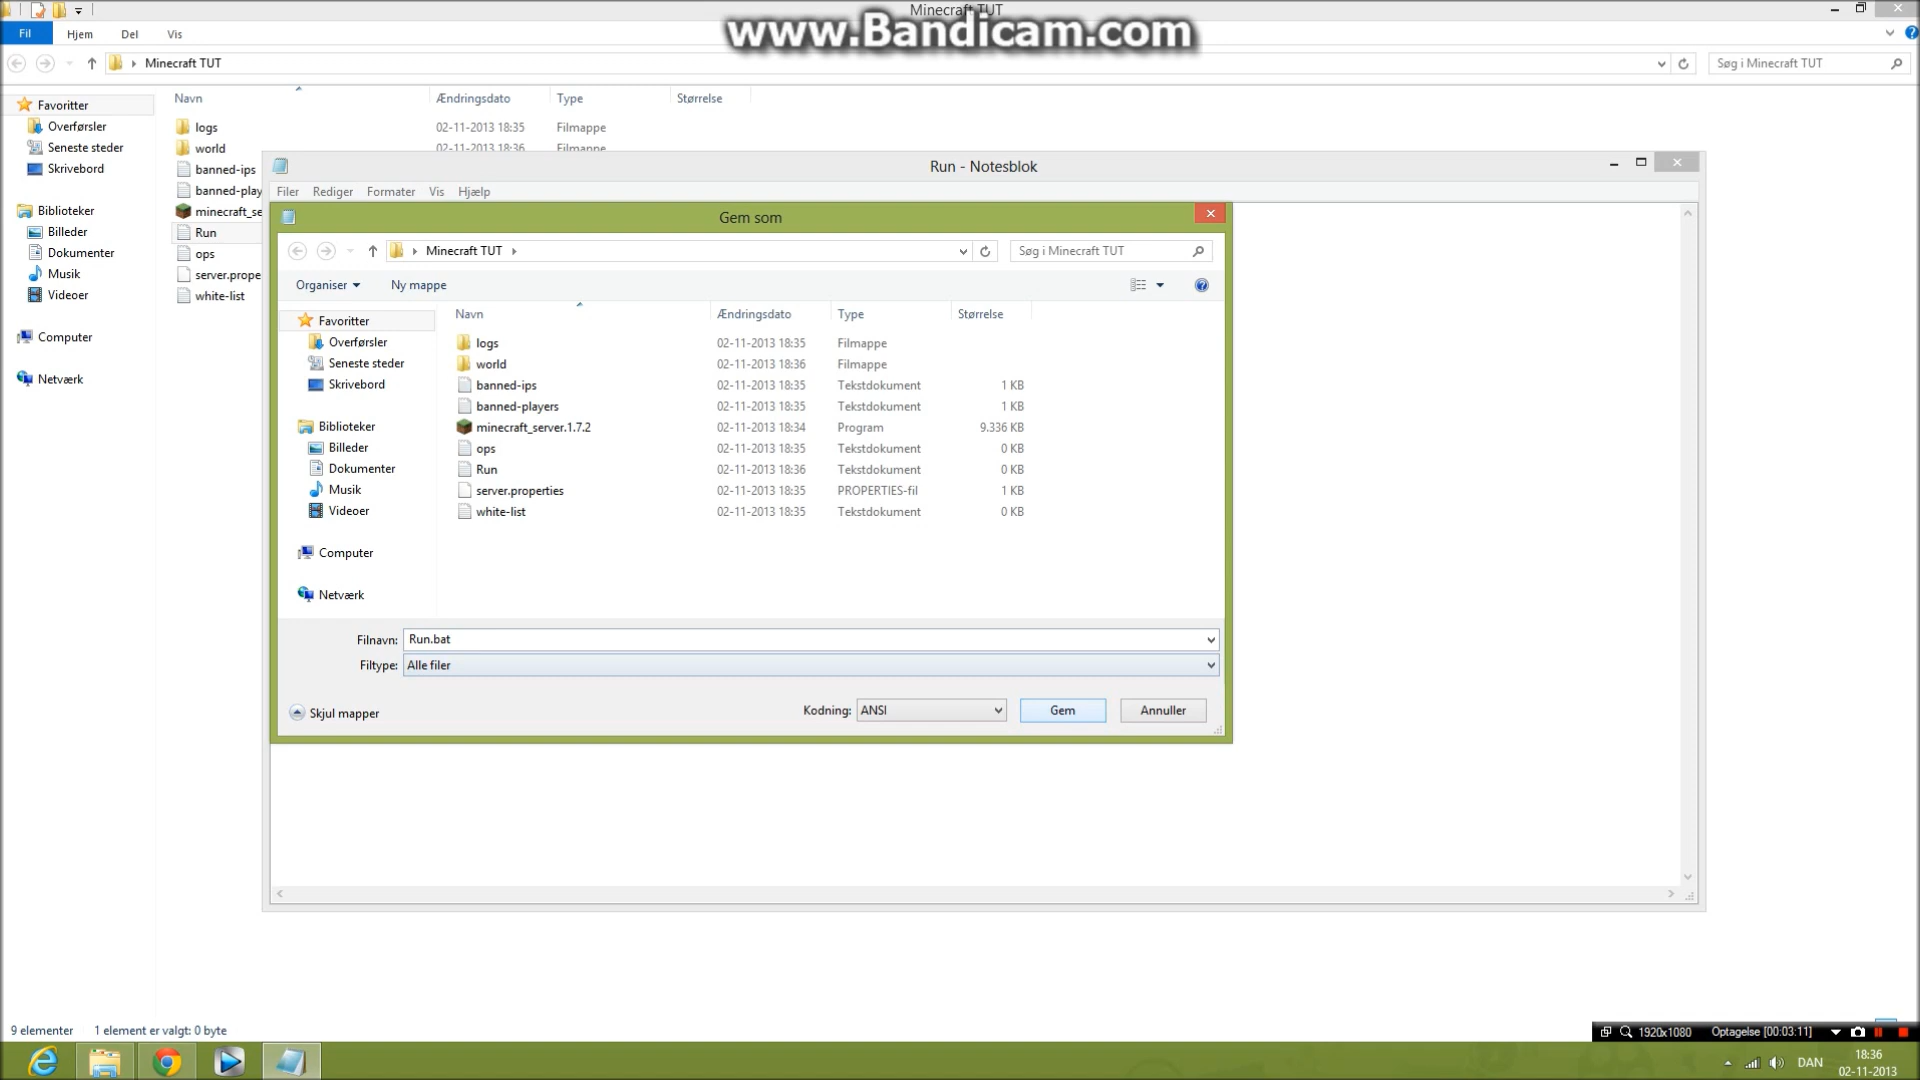 Minecraft TUT
www.Bandicam.com
Fil Hjem Del Vis
Minecraft TUT Søg i Minecraft TUT
Navn Ændringsdato Type Størrelse
Favoritter
Overførsler
Seneste steder
Skrivebord
Biblioteker
Billeder
Dokumenter
Musik
Videoer
Computer
Netværk
logs 02-11-2013 18:35 Filmappe
world 02-11-2013 18:36 Filmappe
banned-ips
banned-play
minecraft_se
Run
ops
server.prope
white-list
Run - Notesblok
Filer Rediger Formater Vis Hjælp
Gem som
Minecraft TUT Søg i Minecraft TUT
Organiser Ny mappe
Favoritter
Overførsler
Seneste steder
Skrivebord
Biblioteker
Billeder
Dokumenter
Musik
Videoer
Computer
Netværk
Navn Ændringsdato Type Størrelse
logs 02-11-2013 18:35 Filmappe
world 02-11-2013 18:36 Filmappe
banned-ips 02-11-2013 18:35 Tekstdokument 1 KB
banned-players 02-11-2013 18:35 Tekstdokument 1 KB
minecraft_server.1.7.2 02-11-2013 18:34 Program 9.336 KB
ops 02-11-2013 18:35 Tekstdokument 0 KB
Run 02-11-2013 18:36 Tekstdokument 0 KB
server.properties 02-11-2013 18:35 PROPERTIES-fil 1 KB
white-list 02-11-2013 18:35 Tekstdokument 0 KB
Filnavn: Run.bat
Filtype: Alle filer
Skjul mapper Kodning: ANSI Gem Annuller
9 elementer 1 element er valgt: 0 byte
1920x1080 Optagelse [00:03:11]
DAN 18:36
02-11-2013